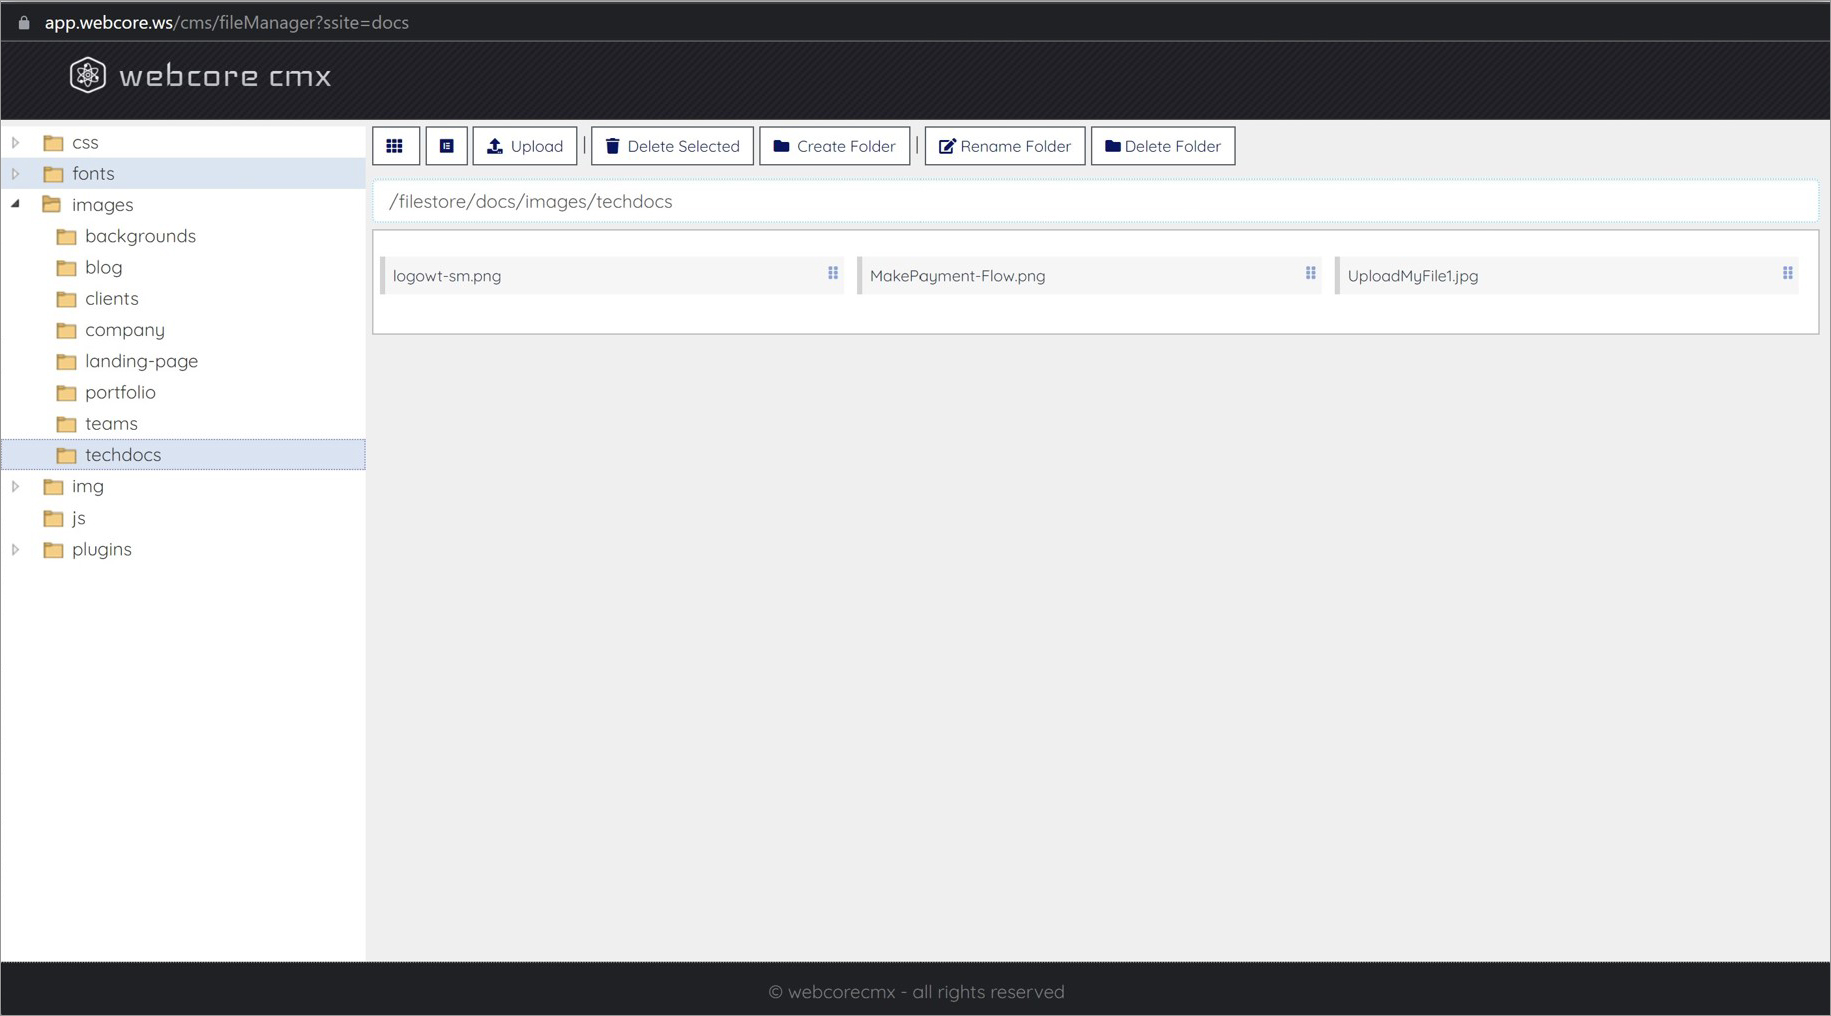 app.webcore.ws/cms/fileManager?ssite=docs
webcore cmx
css
fonts
images
backgrounds
blog
clients
company
landing-page
portfolio
teams
techdocs
img
js
plugins
Upload | Delete Selected Create Folder | Rename Folder Delete Folder
/filestore/docs/images/techdocs
logowt-sm.png MakePayment-Flow.png UploadMyFile1.jpg
© webcorecmx - all rights reserved